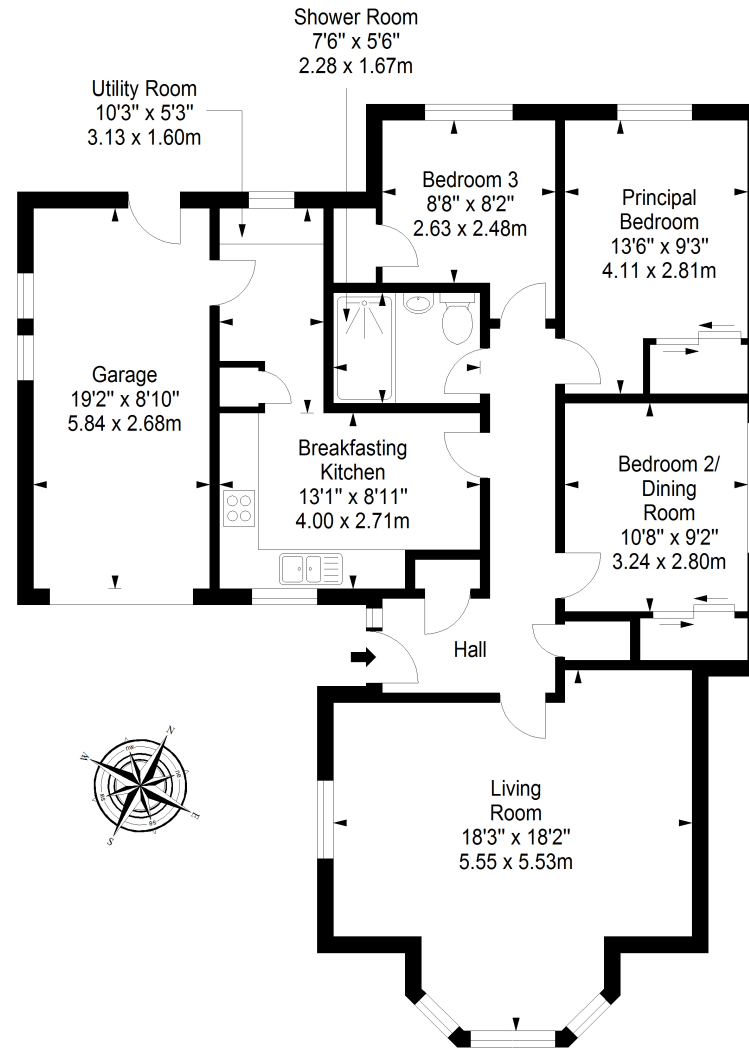 Shower Room
7'6" x 5'6"
2.28 x 1.67m
Utility Room
10'3" x 5'3"
3.13 x 1.60m
Bedroom 3
8'8" x 8'2"
2.63 x 2.48m
Principal
Bedroom
13'6" x 9'3"
4.11 x 2.81m
Garage
19'2" x 8'10"
5.84 x 2.68m
Breakfasting
Kitchen
13'1" x 8'11"
4.00 x 2.71m
Bedroom 2/
Dining
Room
10'8" x 9'2"
3.24 x 2.80m
Hall
Living
Room
18'3" x 18'2"
5.55 x 5.53m
N
W
E
S
nw
ne